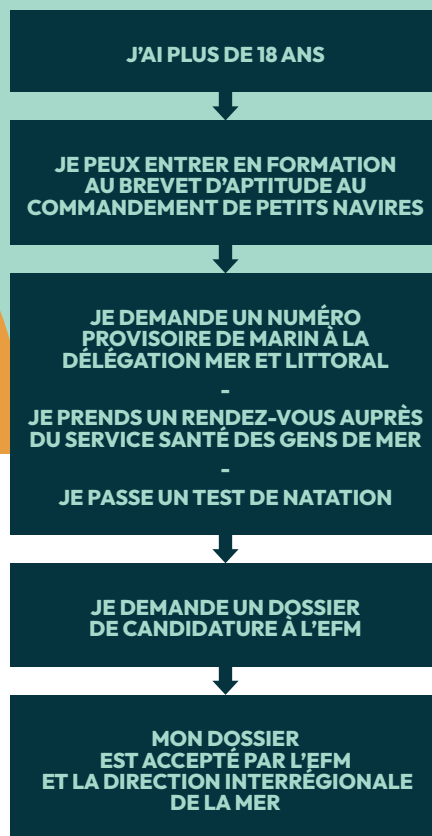 J'AI PLUS DE 18 ANS
JE PEUX ENTRER EN FORMATION
AU BREVET D'APTITUDE AU
COMMANDEMENT DE PETITS NAVIRES
JE DEMANDE UN NUMÉRO
PROVISOIRE DE MARIN À LA
DÉLÉGATION MER ET LITTORAL
-
JE PRENDS UN RENDEZ-VOUS AUPRÈS
DU SERVICE SANTÉ DES GENS DE MER
-
JE PASSE UN TEST DE NATATION
JE DEMANDE UN DOSSIER
DE CANDIDATURE À L'EFM
MON DOSSIER
EST ACCEPTÉ PAR L'EFM
ET LA DIRECTION INTERRÉGIONALE
DE LA MER